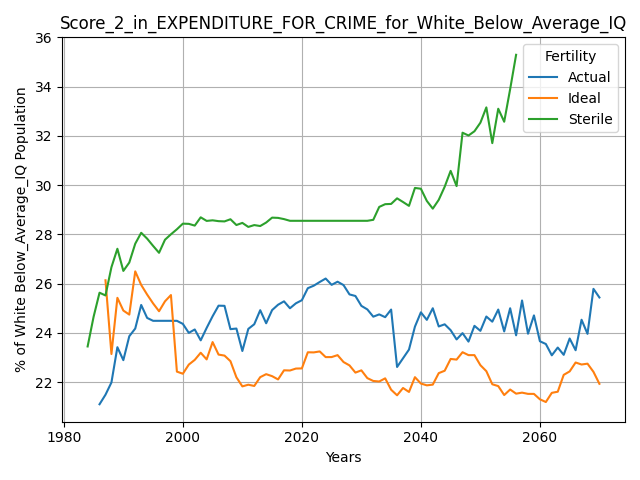 Score_2_in_EXPENDITURE_FOR_CRIME_for_White_Below_Average_IQ
% of White Below_Average_IQ Population
36
34
32
30
28
26
24
22
Fertility
Actual
Ideal
Sterile
1980
2000
2020
2040
2060
Years